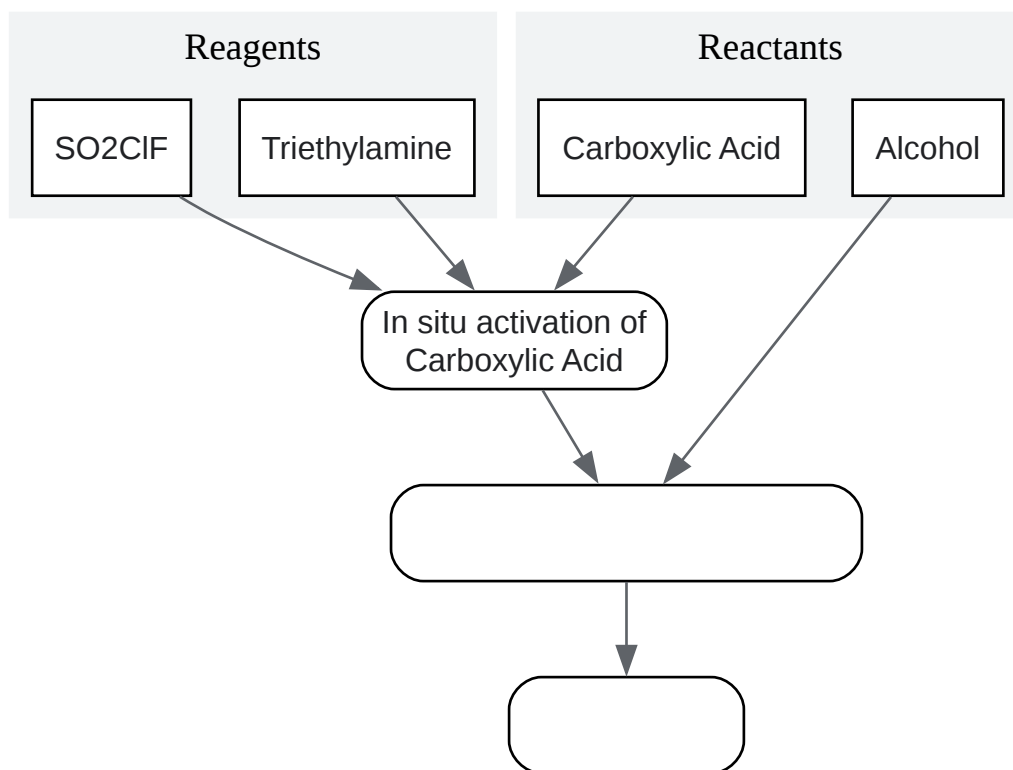 Reagents
Reactants
SO2ClF
Triethylamine
Carboxylic Acid
Alcohol
In situ activation of
Carboxylic Acid